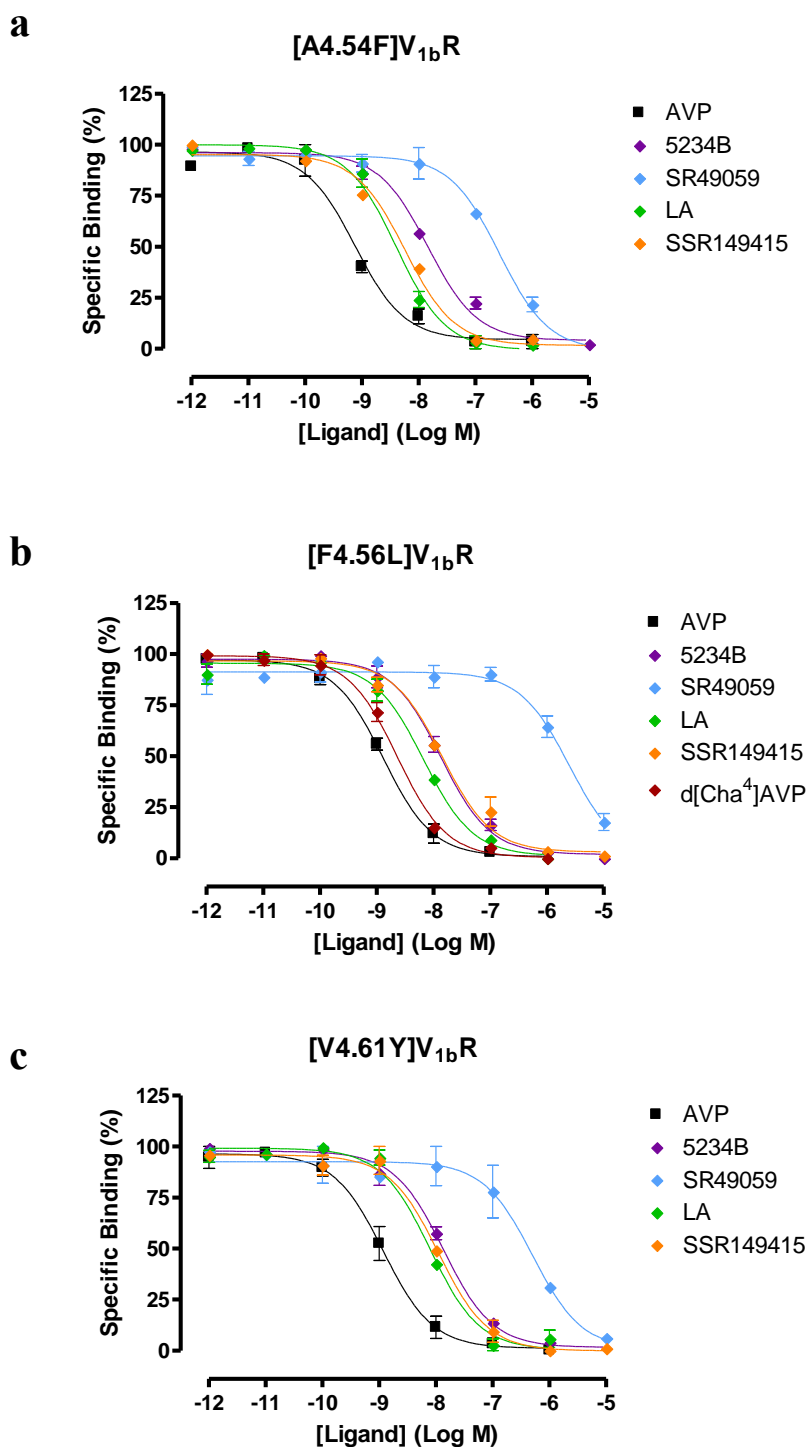 a
[A4.54F]V1bR
125
100
75
50
25
0
Specific Binding (%)
-12 -11 -10 -9 -8 -7 -6 -5
[Ligand] (Log M)
AVP
5234B
SR49059
LA
SSR149415
b
[F4.56L]V1bR
125
100
75
50
25
0
Specific Binding (%)
-12 -11 -10 -9 -8 -7 -6 -5
[Ligand] (Log M)
AVP
5234B
SR49059
LA
SSR149415
d[Cha4]AVP
c
[V4.61Y]V1bR
125
100
75
50
25
0
Specific Binding (%)
-12 -11 -10 -9 -8 -7 -6 -5
[Ligand] (Log M)
AVP
5234B
SR49059
LA
SSR149415